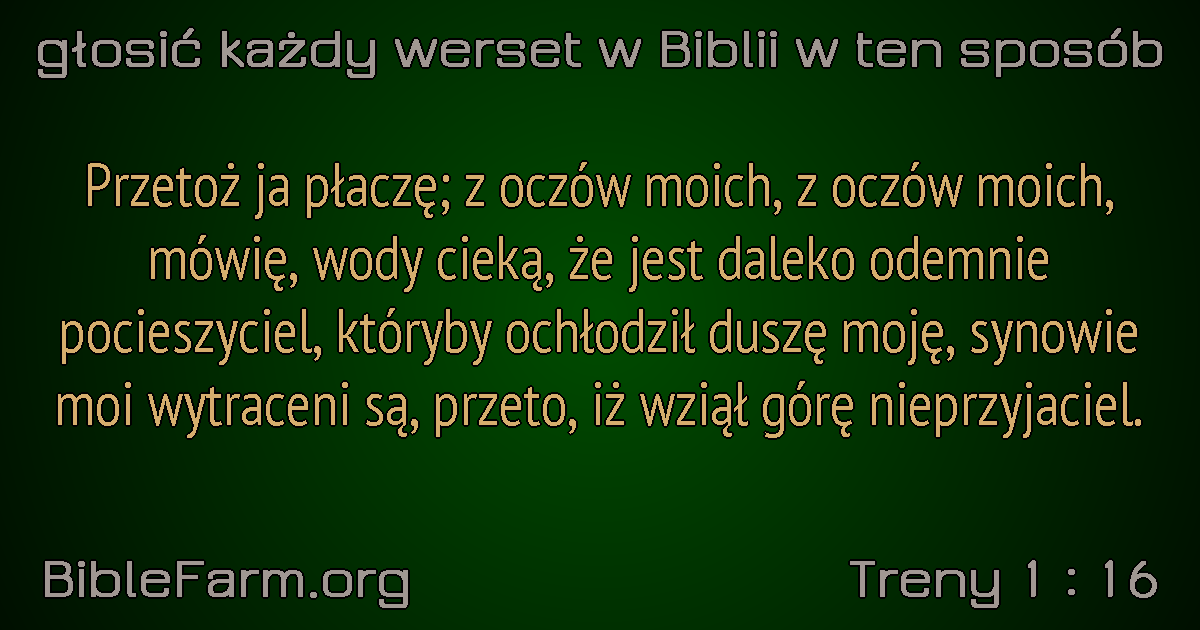 głosić każdy werset w Biblii w ten sposób
Przetoż ja płaczę; z oczów moich, z oczów moich,
mówię, wody cieką, że jest daleko odemnie
pocieszyciel, któryby ochłodził duszę moję, synowie
moi wytraceni są, przeto, iż wziął górę nieprzyjaciel.
BibleFarm.org
Treny 1 : 16